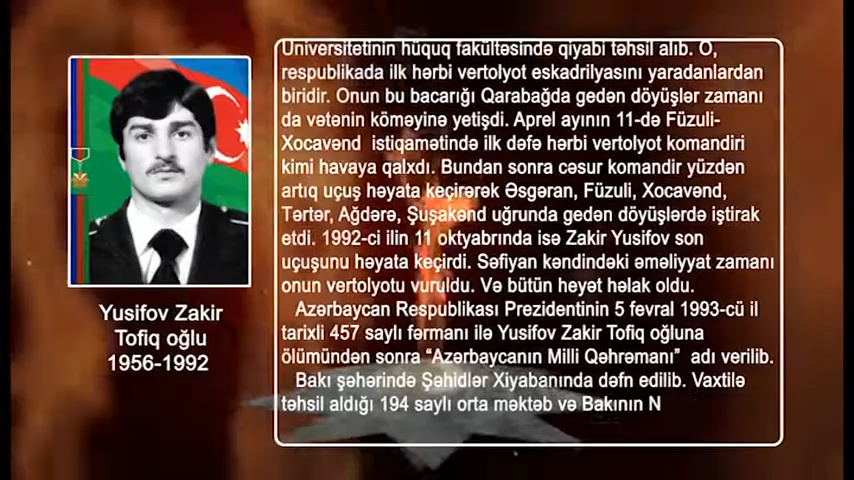 Universitetinin hüquq fakültəsində qiyabi təhsil alıb. O,
respublikada ilk hərbi vertolyot eskadrilyasını yaradanlardan
biridir. Onun bu bacarığı Qarabağda gedən döyüşlər zamanı
da vətənin köməyinə yetişdi. Aprel ayının 11-də Füzuli-
Xocavənd istiqamətində ilk dəfə hərbi vertolyot komandiri
kimi havaya qalxdı. Bundan sonra cəsur komandir yüzdən
artıq uçuş həyata keçirərək Əsgəran, Füzuli, Xocavənd,
Tərtər, Ağdərə, Şuşakənd uğrunda gedən döyüşlərdə iştirak
etdi. 1992-ci ilin 11 oktyabrında isə Zakir Yusifov son
uçuşunu həyata keçirdi. Səfiyan kəndindəki əməliyyat zamanı
onun vertolyotu vuruldu. Və bütün heyət həlak oldu.
Azərbaycan Respublikası Prezidentinin 5 fevral 1993-cü il
tarixli 457 saylı fərmanı ilə Yusifov Zakir Tofiq oğluna
ölümündən sonra “Azərbaycanın Milli Qəhrəmanı” adı verilib.
Bakı şəhərində Şəhidlər Xiyabanında dəfn edilib. Vaxtilə
təhsil aldığı 194 saylı orta məktəb və Bakının N
Yusifov Zakir
Tofiq oğlu
1956-1992